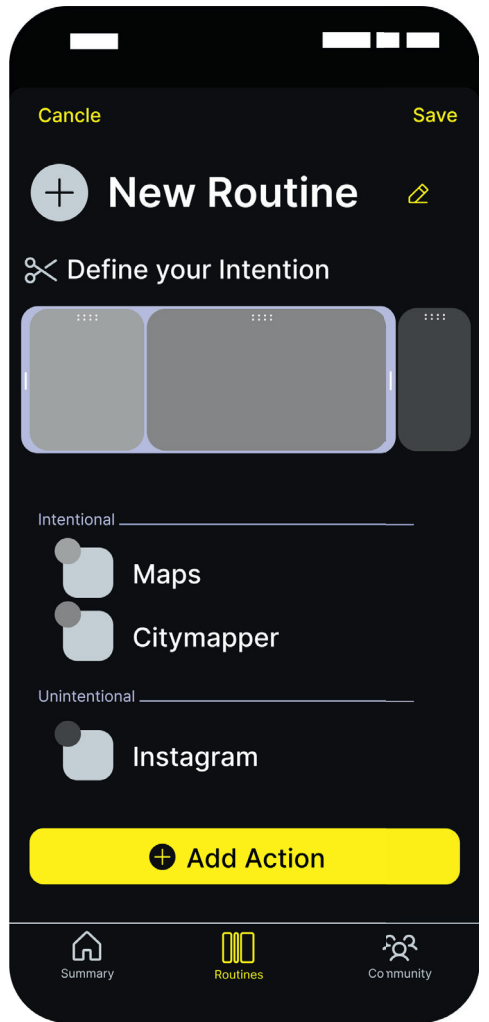 Cancle
Save
New Routine
Define your Intention
Intentional
Maps
Citymapper
Unintentional
Instagram
Add Action
Summary
Routines
Community